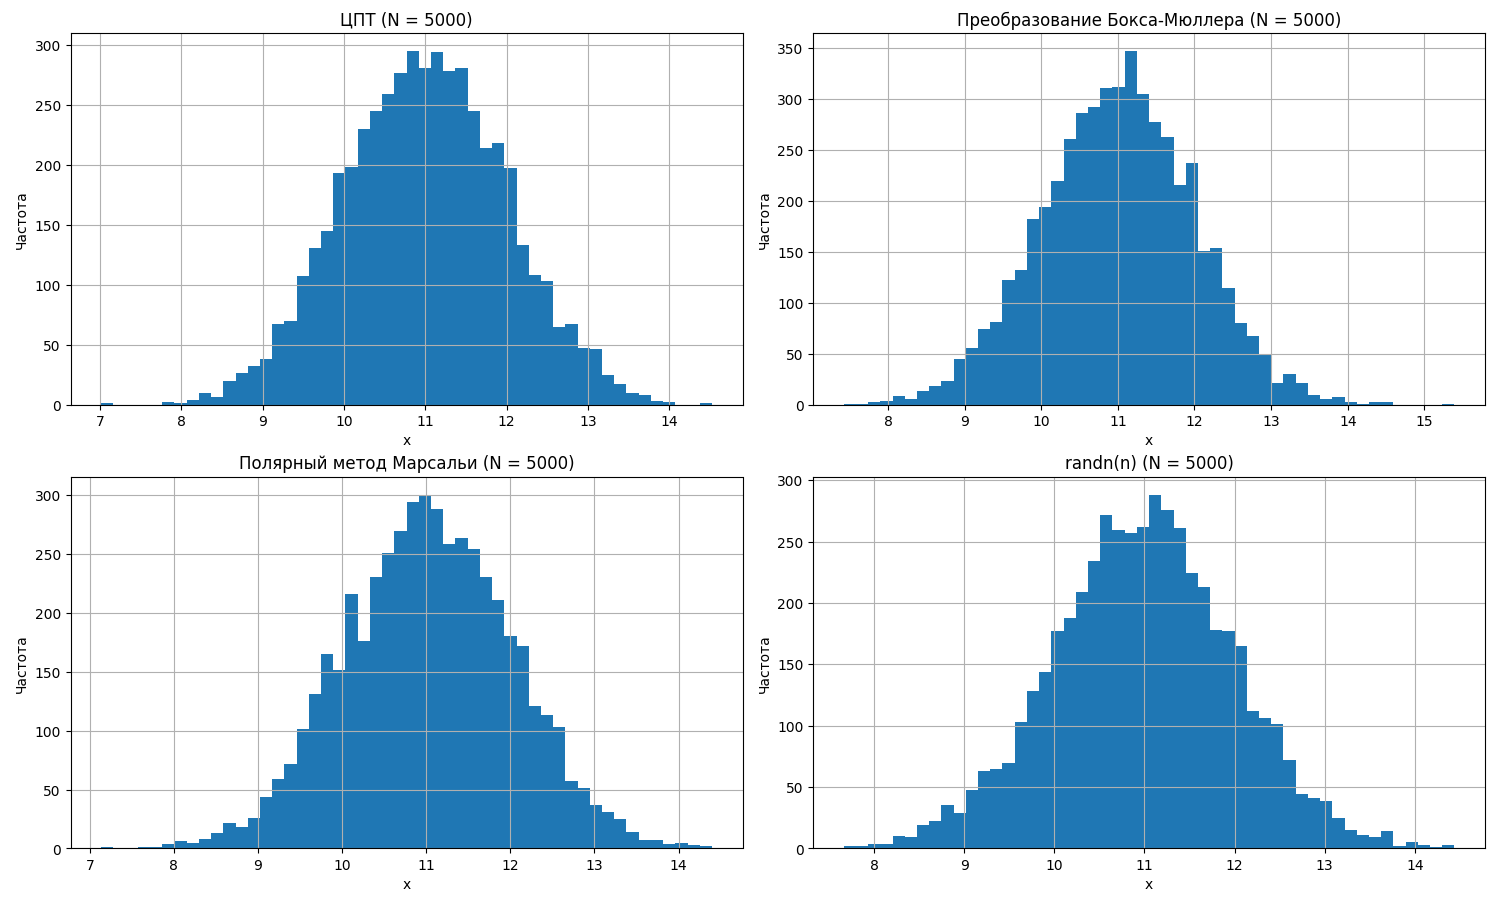 ЦПТ (N = 5000)
Частота
300
250
200
150
100
50
0
7 8 9 10 11 12 13 14
x
Преобразование Бокса-Мюллера (N = 5000)
Частота
350
300
250
200
150
100
50
0
8 9 10 11 12 13 14 15
x
Полярный метод Марсальи (N = 5000)
Частота
300
250
200
150
100
50
0
7 8 9 10 11 12 13 14
x
randn(n) (N = 5000)
Частота
300
250
200
150
100
50
0
8 9 10 11 12 13 14
x